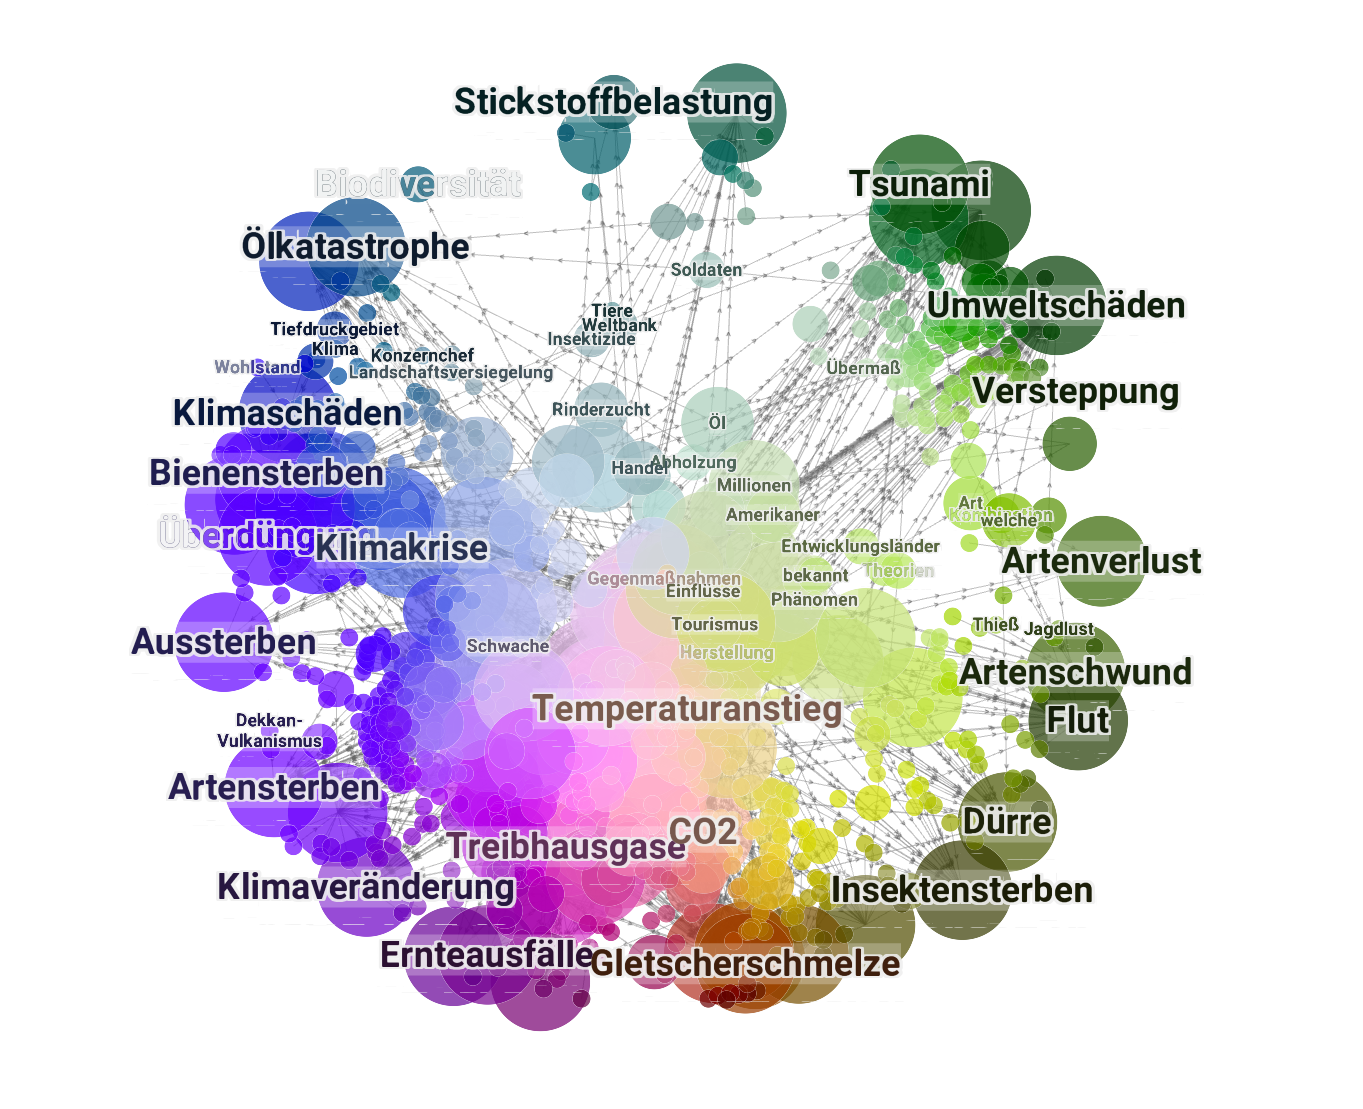 Stickstoffbelastung
Biodiversität
Tsunami
Ölkatastrophe
Soldaten
Umweltschäden
Tiere
Weltbank
Insektizide
Tiefdruckgebiet
Klima
Konzernchef
Wohlstand
Landschaftsversiegelung
Übermaß
Versteppung
Klimaschäden
Rinderzucht
Öl
Bienensterben
Handel
Abholzung
Millionen
Art
Kombination
welche
Amerikaner
Überdüngung
Klimakrise
Entwicklungsländer
Theorien
bekannt
Artenverlust
Gegenmaßnahmen
Einflüsse
Phänomen
Tourismus
Thieß
Jagdlust
Aussterben
Schwache
Herstellung
Artenschwund
Temperaturanstieg
Flut
Dekkan-
Vulkanismus
Artensterben
CO2
Dürre
Treibhausgase
Klimaveränderung
Insektensterben
Ernteausfälle
Gletscherschmelze